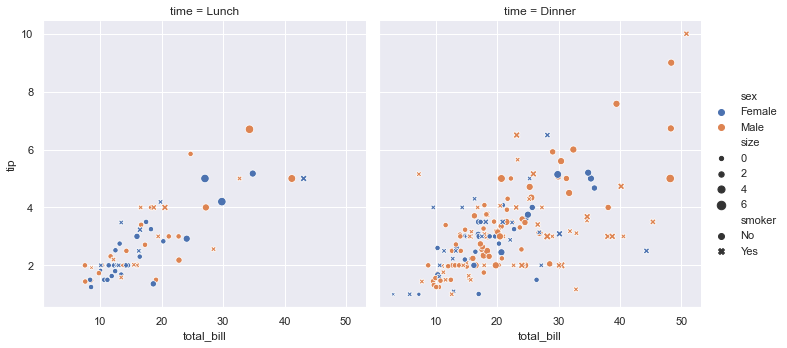 time = Lunch
time = Dinner
10
8
6
4
2
tip
10
20
30
40
50
total_bill
10
20
30
40
50
total_bill
sex
Female
Male
size
0
2
4
6
smoker
No
Yes